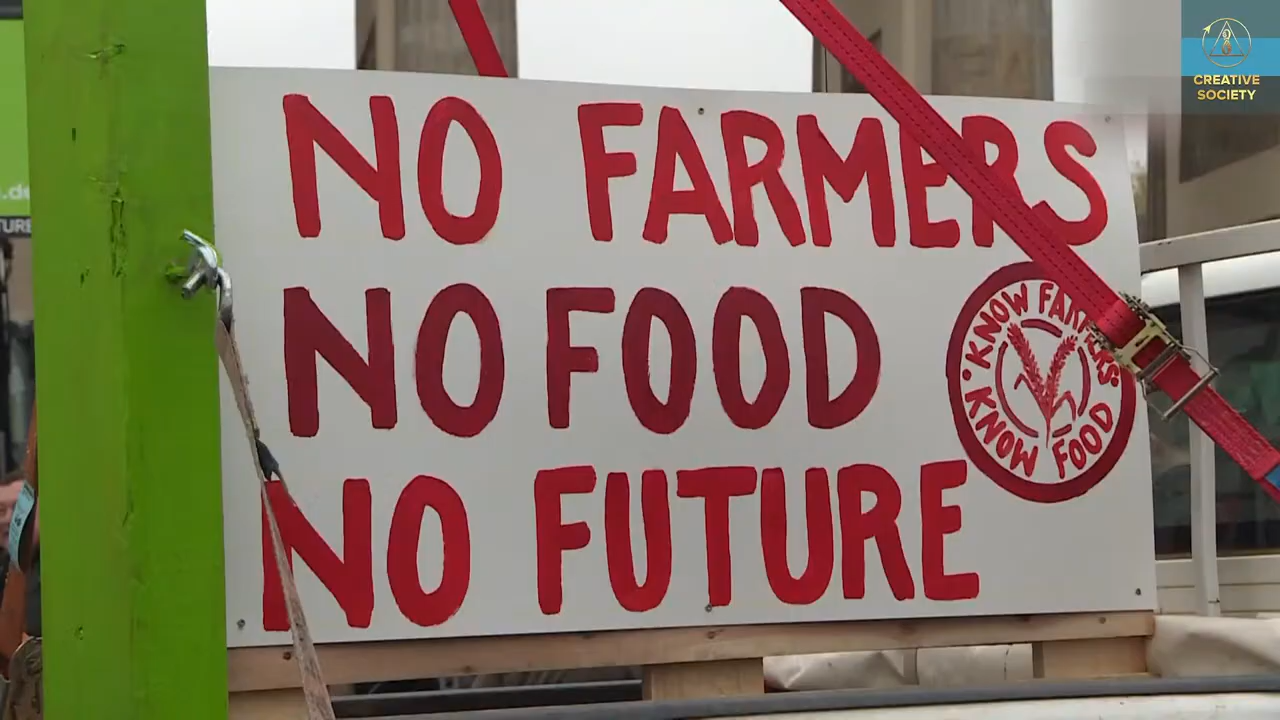 NO FARMERS
NO FOOD
NO FUTURE
KNOW FARMERS
KNOW FOOD
CREATIVE
SOCIETY